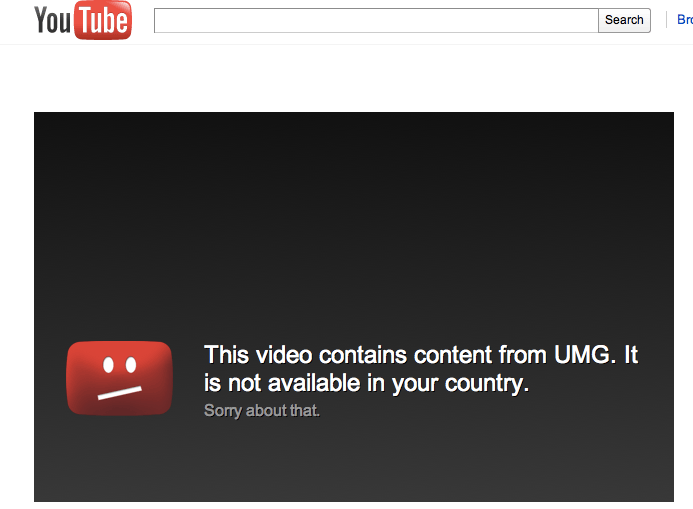 YouTube
Search
Bro
This video contains content from UMG. It
is not available in your country.
Sorry about that.